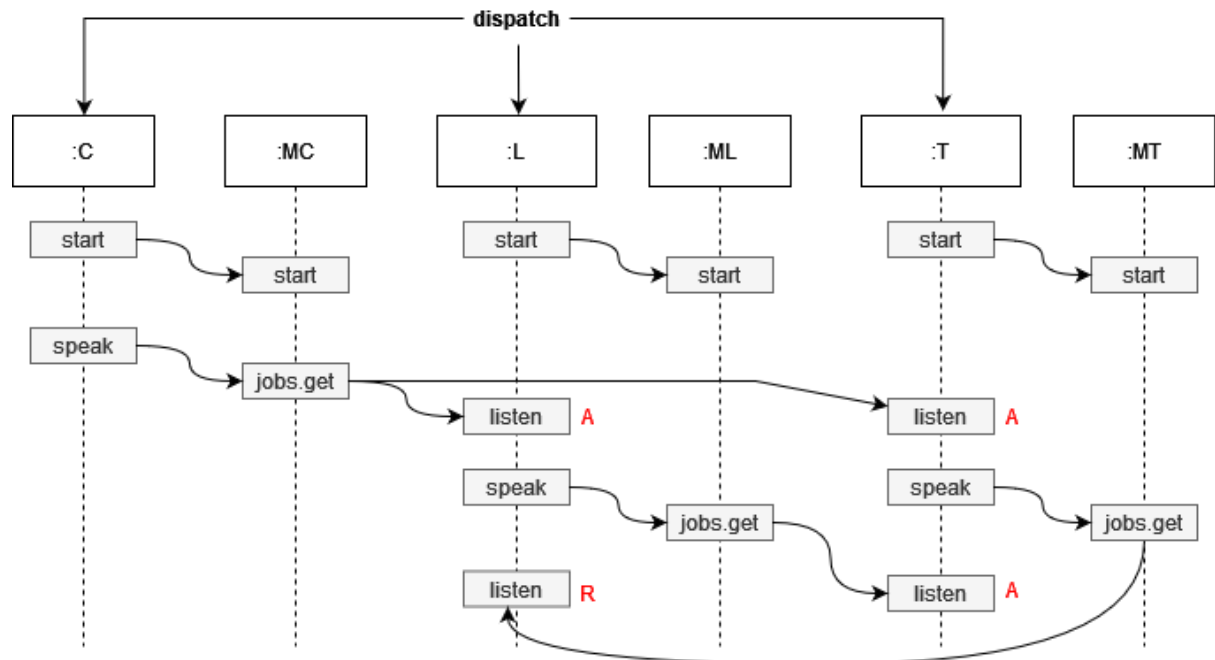 dispatch
:C
:MC
:L
:ML
:T
:MT
start
start
start
start
start
start
speak
jobs.get
listen
A
listen
A
speak
speak
jobs.get
jobs.get
listen
R
listen
A